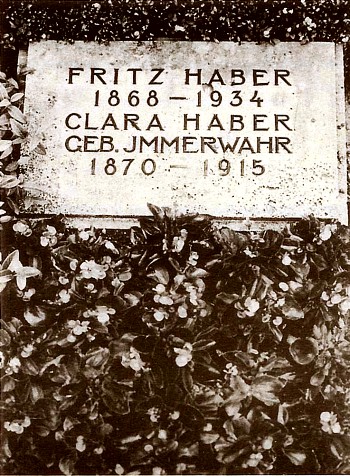 FRITZ HABER
1868 – 1934
CLARA HABER
GEB. JMMERWAHR
1870 – 1915